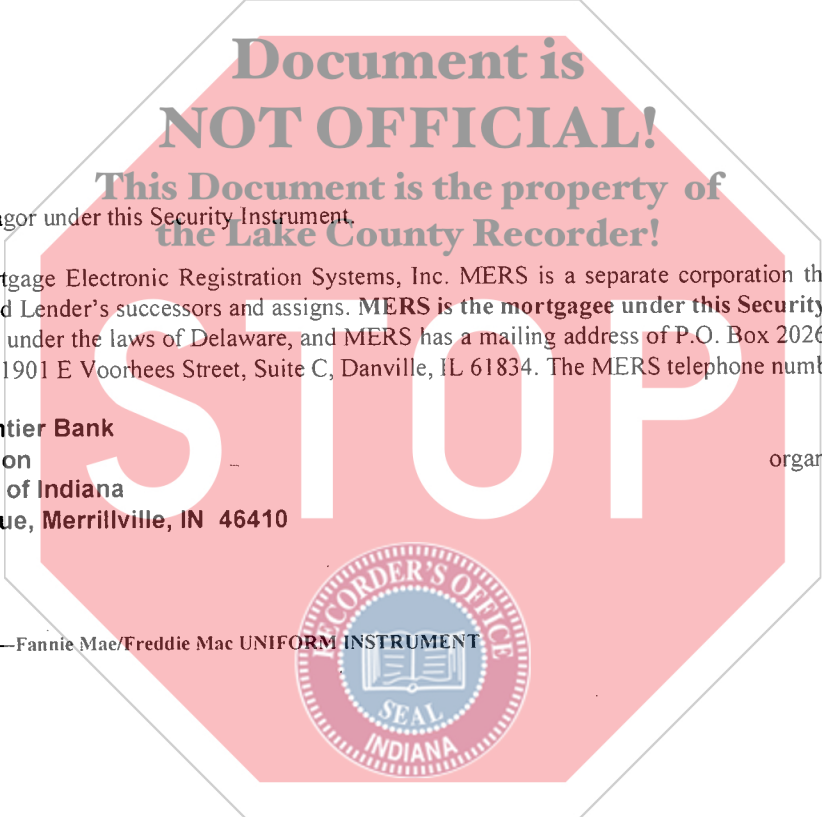 Document is
NOT OFFICIAL!
This Document is the property of
gor under this Security Instrument.
the Lake County Recorder!
tgage Electronic Registration Systems, Inc. MERS is a separate corporation th
d Lender's successors and assigns. MERS is the mortgagee under this Security
under the laws of Delaware, and MERS has a mailing address of P.O. Box 2026
1901 E Voorhees Street, Suite C, Danville, IL 61834. The MERS telephone numb
STOP
ntier Bank
on organ
of Indiana
ue, Merrillville, IN 46410
RECORDER'S OFFICE
—Fannie Mae/Freddie Mac UNIFORM INSTRUMENT
SEAL
INDIANA